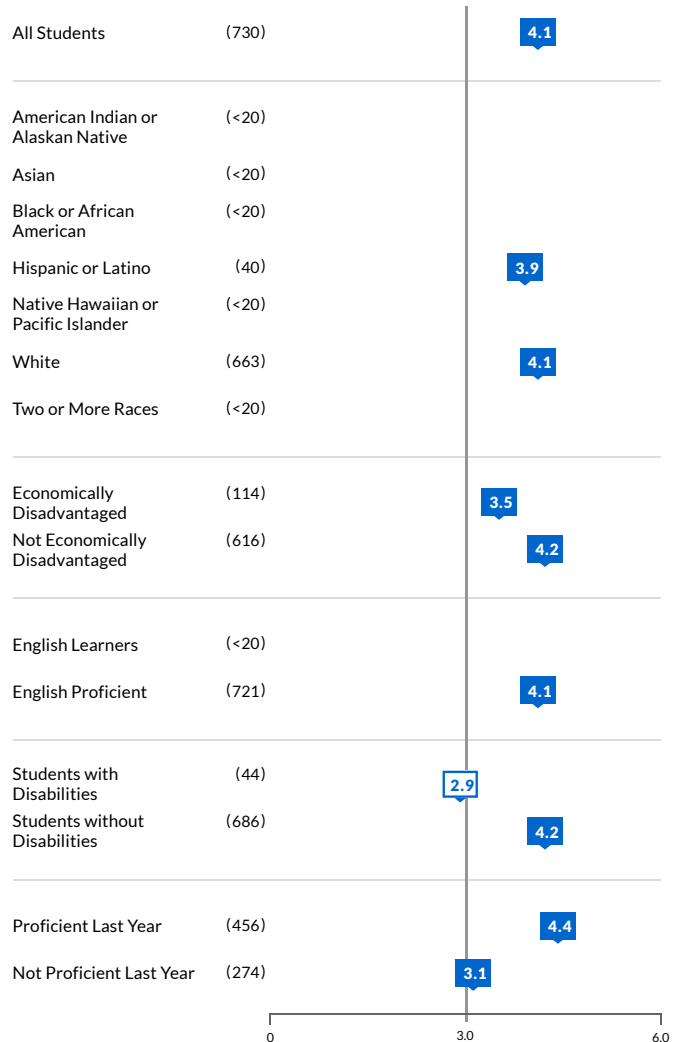 All Students (730) 4.1
American Indian or
Alaskan Native (<20)
Asian (<20)
Black or African
American (<20)
Hispanic or Latino (40) 3.9
Native Hawaiian or
Pacific Islander (<20)
White (663) 4.1
Two or More Races (<20)
Economically
Disadvantaged (114) 3.5
Not Economically
Disadvantaged (616) 4.2
English Learners (<20)
English Proficient (721) 4.1
Students with
Disabilities (44) 2.9
Students without
Disabilities (686) 4.2
Proficient Last Year (456) 4.4
Not Proficient Last Year (274) 3.1
0 3.0 6.0